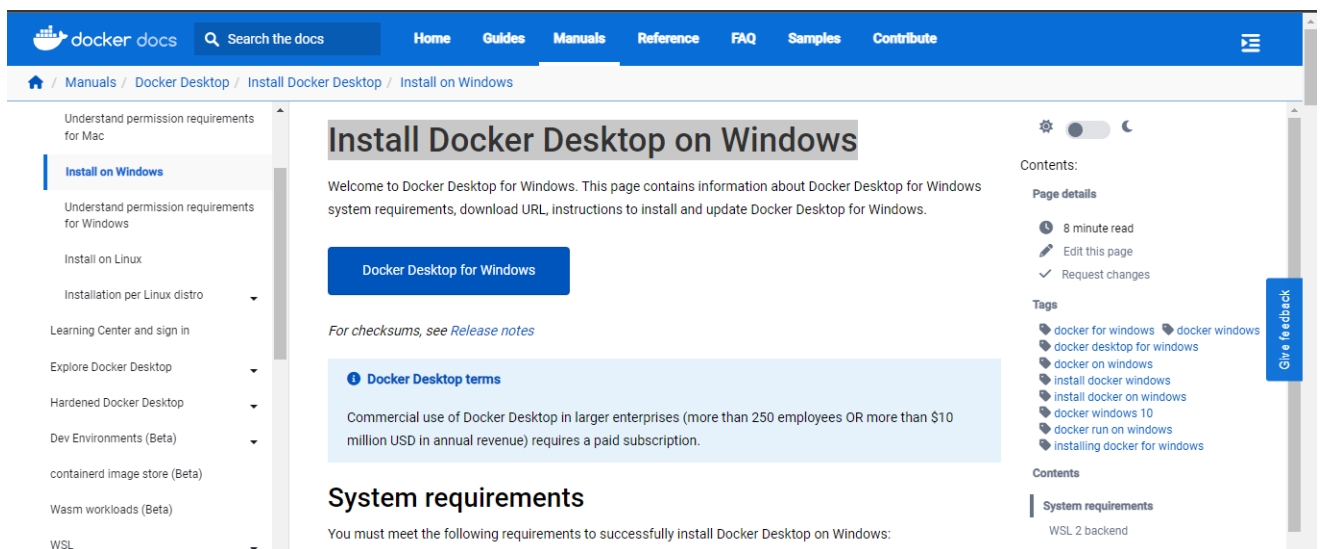 docker docs
Search the docs
Home
Guides
Manuals
Reference
FAQ
Samples
Contribute
/ Manuals / Docker Desktop / Install Docker Desktop / Install on Windows
Understand permission requirements
for Mac
Install on Windows
Understand permission requirements
for Windows
Install on Linux
Installation per Linux distro
Learning Center and sign in
Explore Docker Desktop
Hardened Docker Desktop
Dev Environments (Beta)
containerd image store (Beta)
Wasm workloads (Beta)
WSL
Install Docker Desktop on Windows
Welcome to Docker Desktop for Windows. This page contains information about Docker Desktop for Windows
system requirements, download URL, instructions to install and update Docker Desktop for Windows.
Docker Desktop for Windows
For checksums, see Release notes
Docker Desktop terms
Commercial use of Docker Desktop in larger enterprises (more than 250 employees OR more than $10
million USD in annual revenue) requires a paid subscription.
System requirements
You must meet the following requirements to successfully install Docker Desktop on Windows:
Contents:
Page details
8 minute read
Edit this page
Request changes
Tags
docker for windows docker windows
docker desktop for windows
docker on windows
install docker windows
install docker on windows
docker windows 10
docker run on windows
installing docker for windows
Contents
System requirements
WSL 2 backend
Give feedback